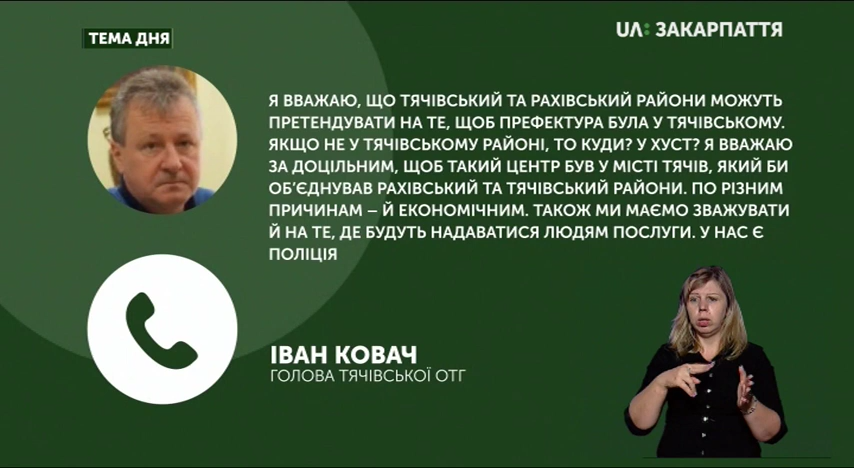 ТЕМА ДНЯ
UA: ЗАКАРПАТТЯ
Я ВВАЖАЮ, ЩО ТЯЧІВСЬКИЙ ТА РАХІВСЬКИЙ РАЙОНИ МОЖУТЬ
ПРЕТЕНДУВАТИ НА ТЕ, ЩОБ ПРЕФЕКТУРА БУЛА У ТЯЧІВСЬКОМУ.
ЯКЩО НЕ У ТЯЧІВСЬКОМУ РАЙОНІ, ТО КУДИ? У ХУСТ? Я ВВАЖАЮ
ЗА ДОЦІЛЬНИМ, ЩОБ ТАКИЙ ЦЕНТР БУВ У МІСТІ ТЯЧІВ, ЯКИЙ БИ
ОБ’ЄДНУВАВ РАХІВСЬКИЙ ТА ТЯЧІВСЬКИЙ РАЙОНИ. ПО РІЗНИМ
ПРИЧИНАМ – Й ЕКОНОМІЧНИМ. ТАКОЖ МИ МАЄМО ЗВАЖУВАТИ
Й НА ТЕ, ДЕ БУДУТЬ НАДАВАТИСЯ ЛЮДЯМ ПОСЛУГИ. У НАС Є
ПОЛІЦІЯ
ІВАН КОВАЧ
ГОЛОВА ТЯЧІВСЬКОЇ ОТГ